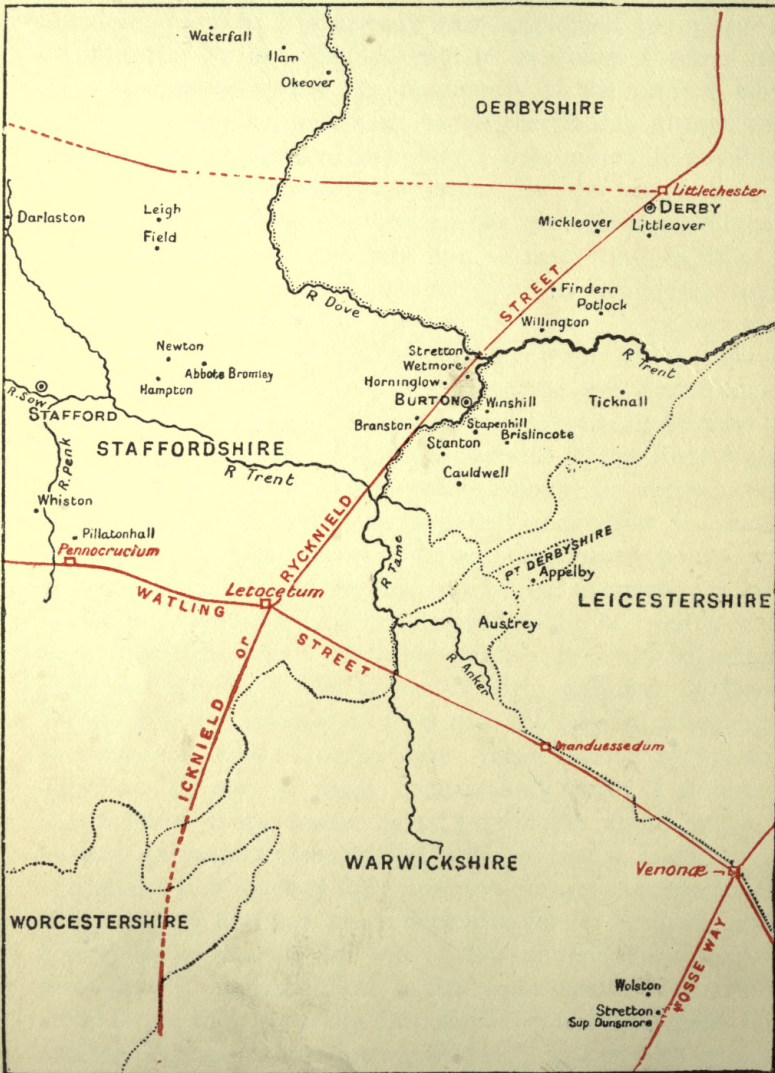 Waterfall
Ilam
Okeover
DERBYSHIRE
Littlechester
DERBY
Darlaston
Leigh
Field
Mickleover
Littleover
R Dove
STREET
Findern
Potlock
Willington
Newton
Abbots Bromley
Hampton
Stretton
Wetmore
Horninglow
R Trent
BURTON
Winshill
Ticknall
R. Sow
STAFFORD
Branston
Stapenhill
Stanton
Brislincote
STAFFORDSHIRE
R. Penk
R Trent
Cauldwell
Whiston
Pillatonhall
Pennocrucium
RYCKNIELD
R Tame
PT DERBYSHIRE
Appelby
Letocetum
WATLING
STREET
LEICESTERSHIRE
Austrey
or
R Anker
ICKNIELD
Manduessedum
WARWICKSHIRE
Venonæ
WORCESTERSHIRE
FOSSE WAY
Wolston
Stretton
Sup Dunsmore